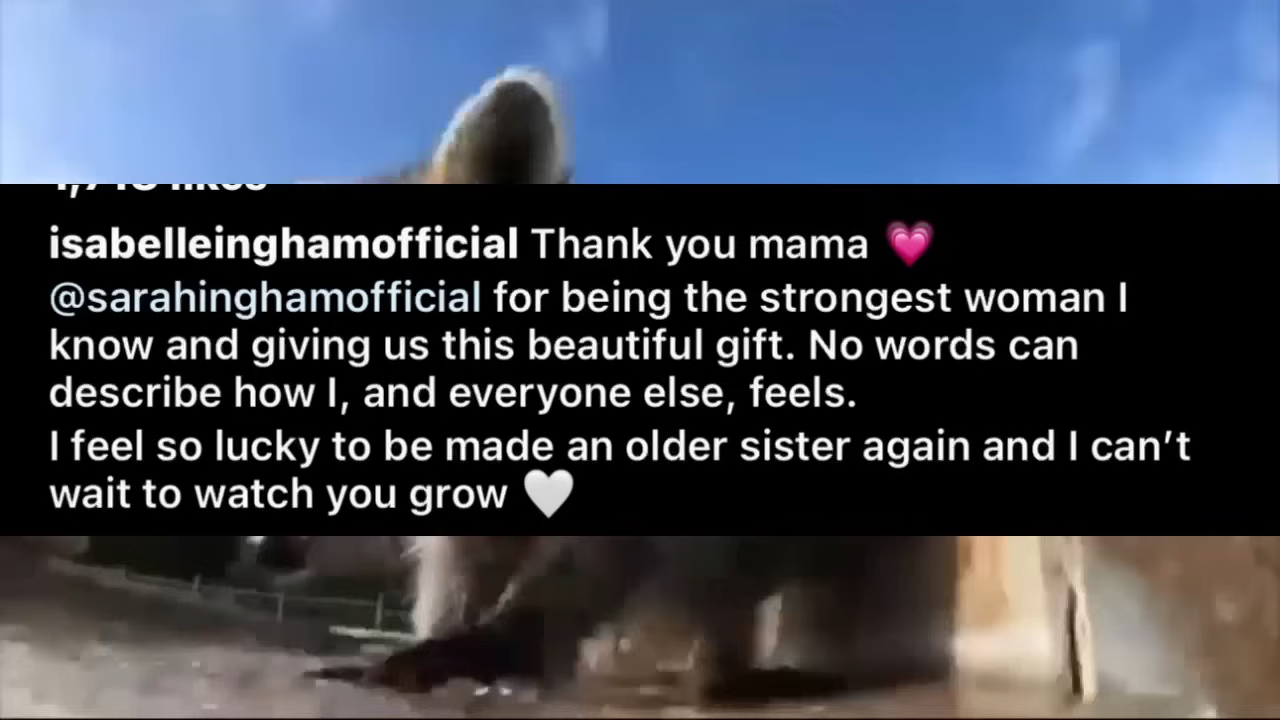 isabelleinghamofficial Thank you mama 💗
@sarahinghamofficial for being the strongest woman I
know and giving us this beautiful gift. No words can
describe how I, and everyone else, feels.
I feel so lucky to be made an older sister again and I can’t
wait to watch you grow 🤍